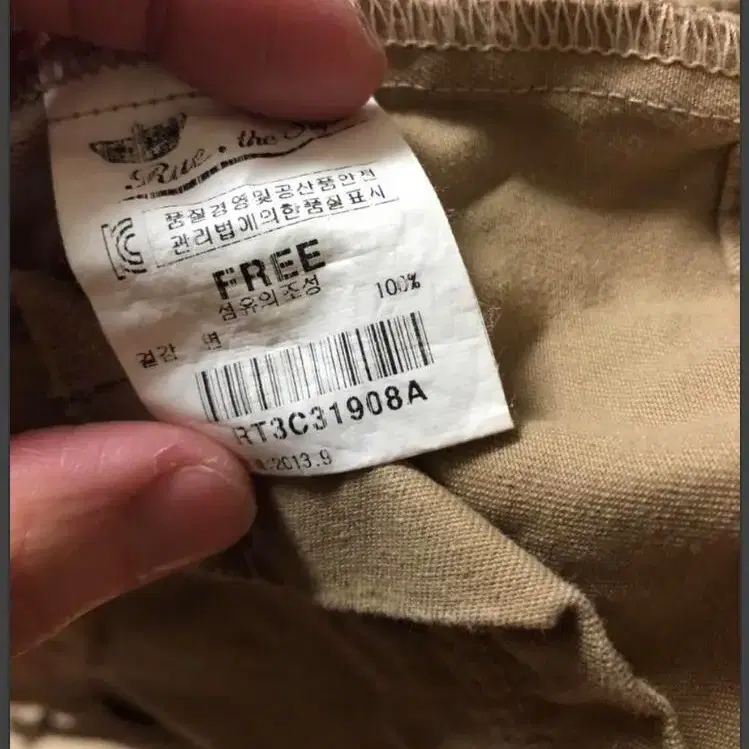 Rue. the
품질경영및공산품안전
관리법에의한품질표시
FREE
섬유의조성
겉감 면 100%
RT3C31908A
2013.9